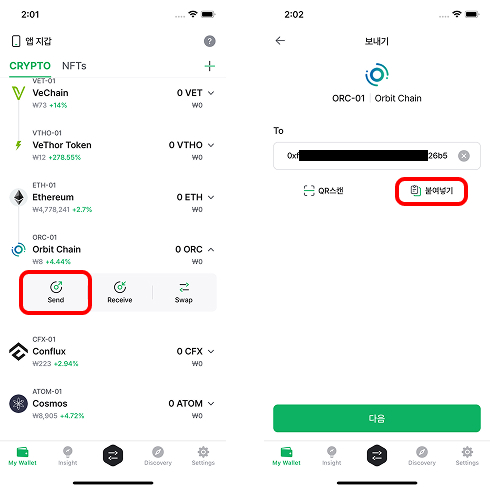 2:01
앱 지갑
?
CRYPTO NFTs
VET-01
VeChain 0 VET
₩73 +14% ₩0
VTHO-01
VeThor Token 0 VTHO
₩12 +278.55% ₩0
ETH-01
Ethereum 0 ETH
₩4,778,241 +2.7% ₩0
ORC-01
Orbit Chain 0 ORC
₩8 +4.44% ₩0
Send Receive Swap
CFX-01
Conflux 0 CFX
₩223 +2.94% ₩0
ATOM-01
Cosmos 0 ATOM
₩8,905 +4.72% ₩0
My Wallet Insight Discovery Settings
2:02
보내기
ORC-01 | Orbit Chain
To
0xf 26b5
QR스캔 붙여넣기
다음
My Wallet Insight Discovery Settings